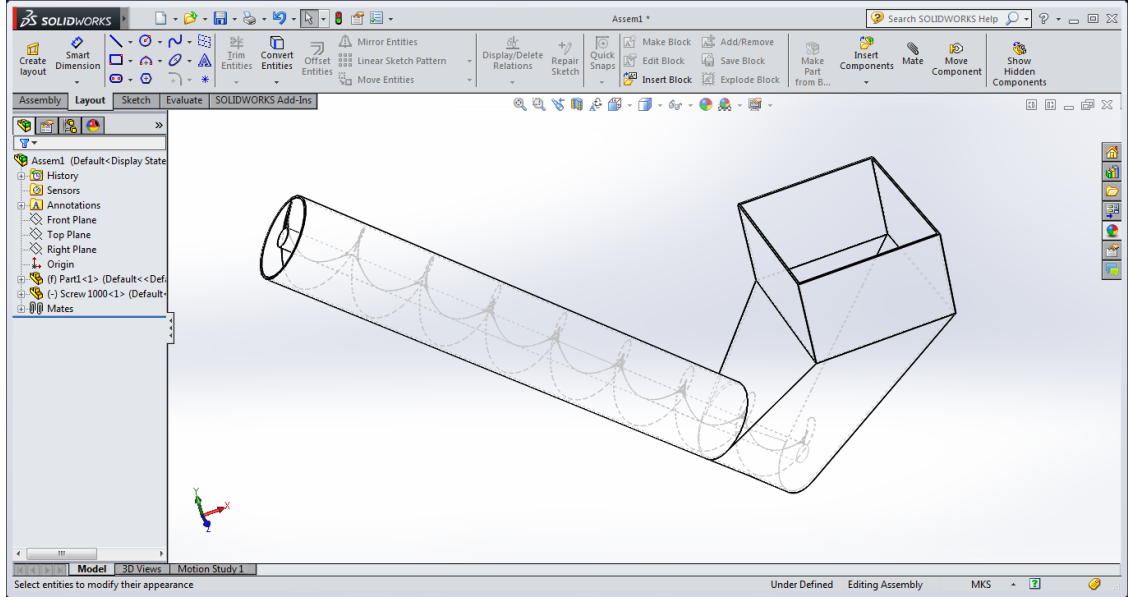 SOLIDWORKS
Assem1 *
Search SOLIDWORKS Help
Create layout
Smart Dimension
Trim Entities
Convert Entities
Offset Entities
Mirror Entities
Linear Sketch Pattern
Move Entities
Display/Delete Relations
Repair Sketch
Quick Snaps
Make Block
Edit Block
Insert Block
Add/Remove
Save Block
Explode Block
Make Part from B...
Insert Components
Mate
Move Component
Show Hidden Components
Assembly Layout Sketch Evaluate SOLIDWORKS Add-Ins
Assem1 (Default<Display State
History
Sensors
A Annotations
Front Plane
Top Plane
Right Plane
Origin
(f) Part1<1> (Default<<Def
(-) Screw 1000<1> (Default<
Mates
Y
X
Z
Model 3D Views Motion Study 1
Select entities to modify their appearance
Under Defined Editing Assembly MKS